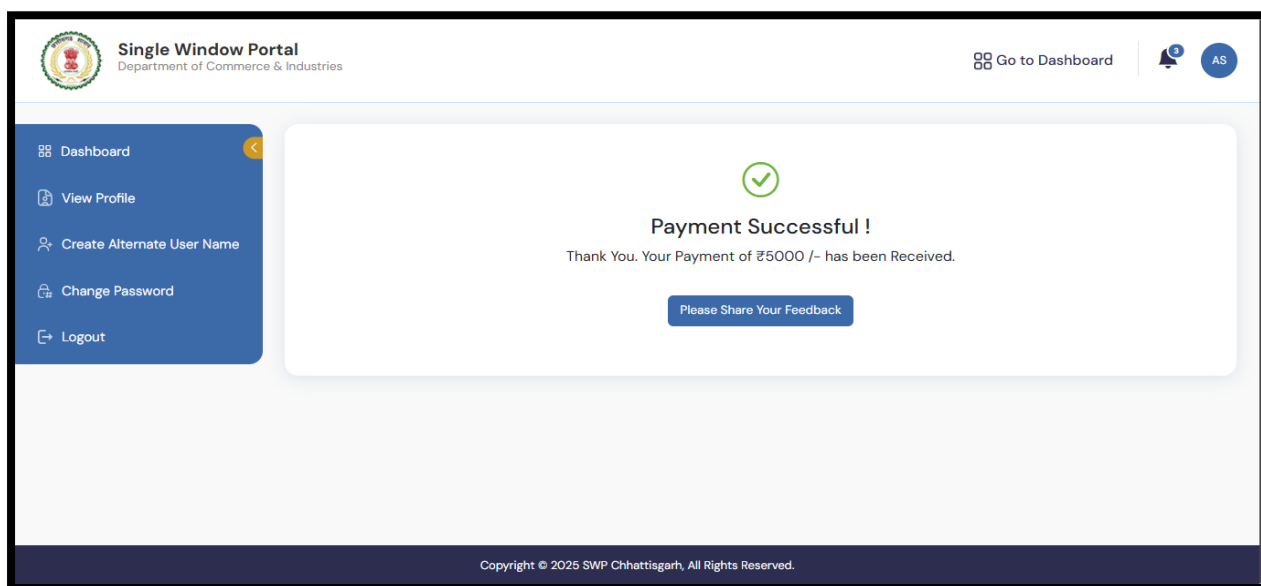 Single Window Portal
Department of Commerce & Industries
Go to Dashboard
3
AS
Dashboard
View Profile
Create Alternate User Name
Change Password
Logout
Payment Successful !
Thank You. Your Payment of ₹5000 /- has been Received.
Please Share Your Feedback
Copyright © 2025 SWP Chhattisgarh, All Rights Reserved.